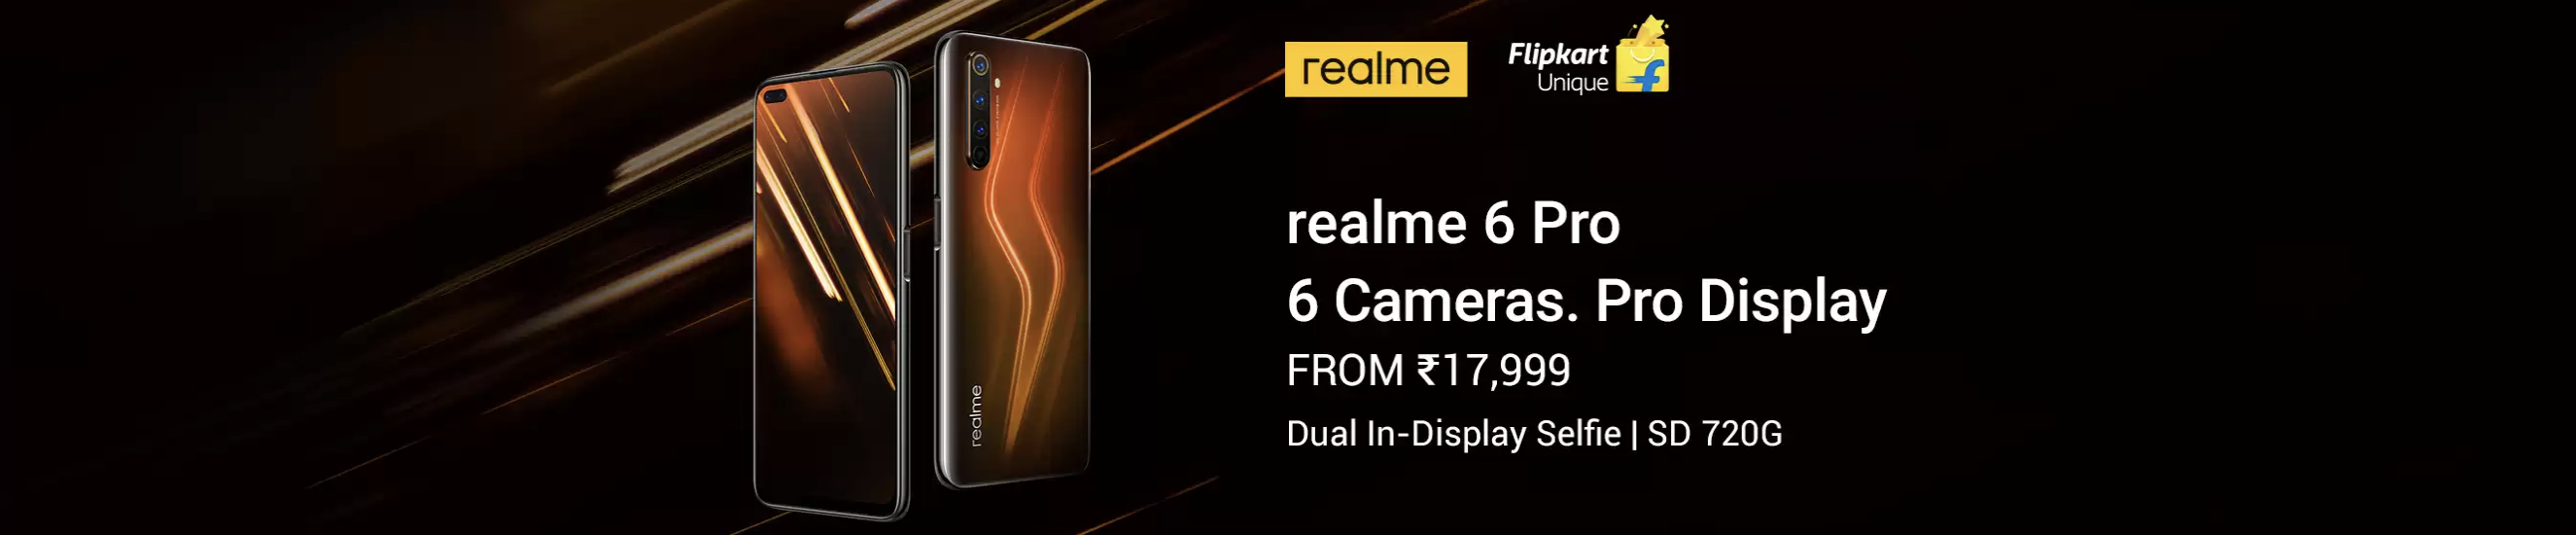 realme
Flipkart
Unique
realme 6 Pro
6 Cameras. Pro Display
FROM ₹17,999
Dual In-Display Selfie | SD 720G
realme